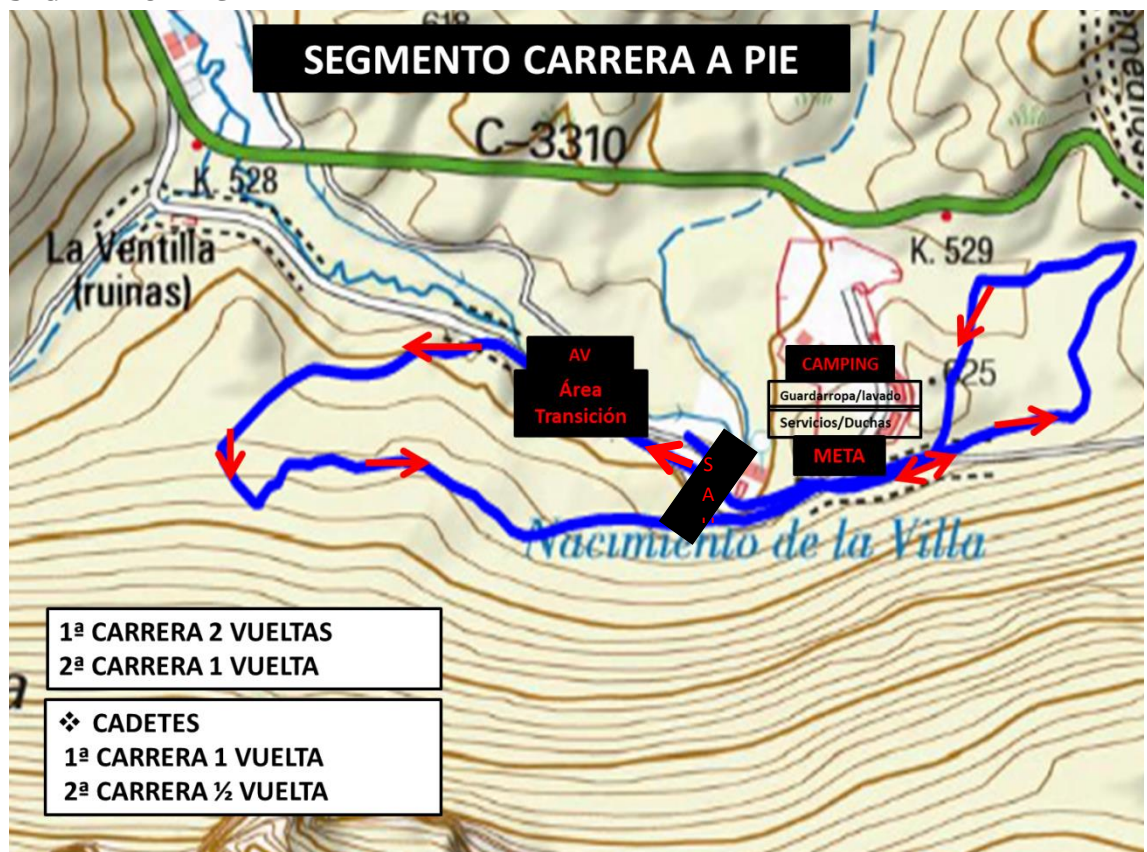 618
SEGMENTO CARRERA A PIE
C-3310
K. 528
La Ventilla
(ruinas)
K. 529
AV
Área
Transición
CAMPING
625
Guardarropa/lavado
Servicios/Duchas
META
S
A
Nacimiento de la Villa
1ª CARRERA 2 VUELTAS
2ª CARRERA 1 VUELTA
❖ CADETES
1ª CARRERA 1 VUELTA
2ª CARRERA ½ VUELTA
a